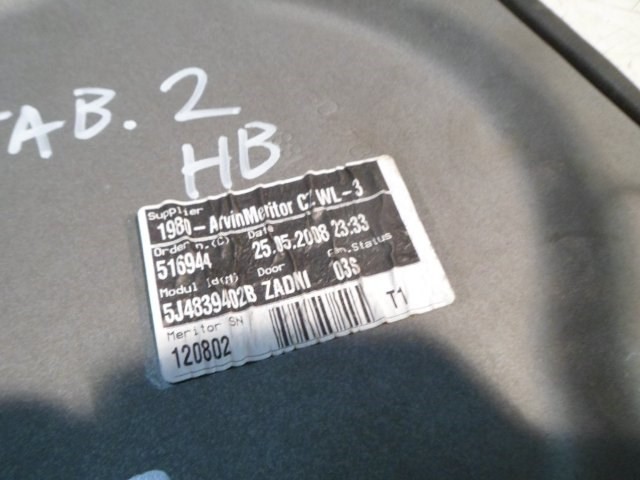 TAB. 2
HB
Supplier
1980-ArvinMeritor CZ WL-3
Order n.(C) Date
516944 25.05.2008 23:33
Modul id(M) Door Fin.Status
5J4839402B ZADNI 03S
Meritor SN
120802 T1